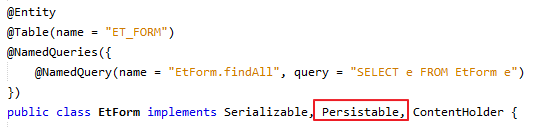 @Entity
@Table(name = "ET_FORM")
@NamedQueries({
    @NamedQuery(name = "EtForm.findAll", query = "SELECT e FROM EtForm e")
})
public class EtForm implements Serializable, Persistable, ContentHolder {